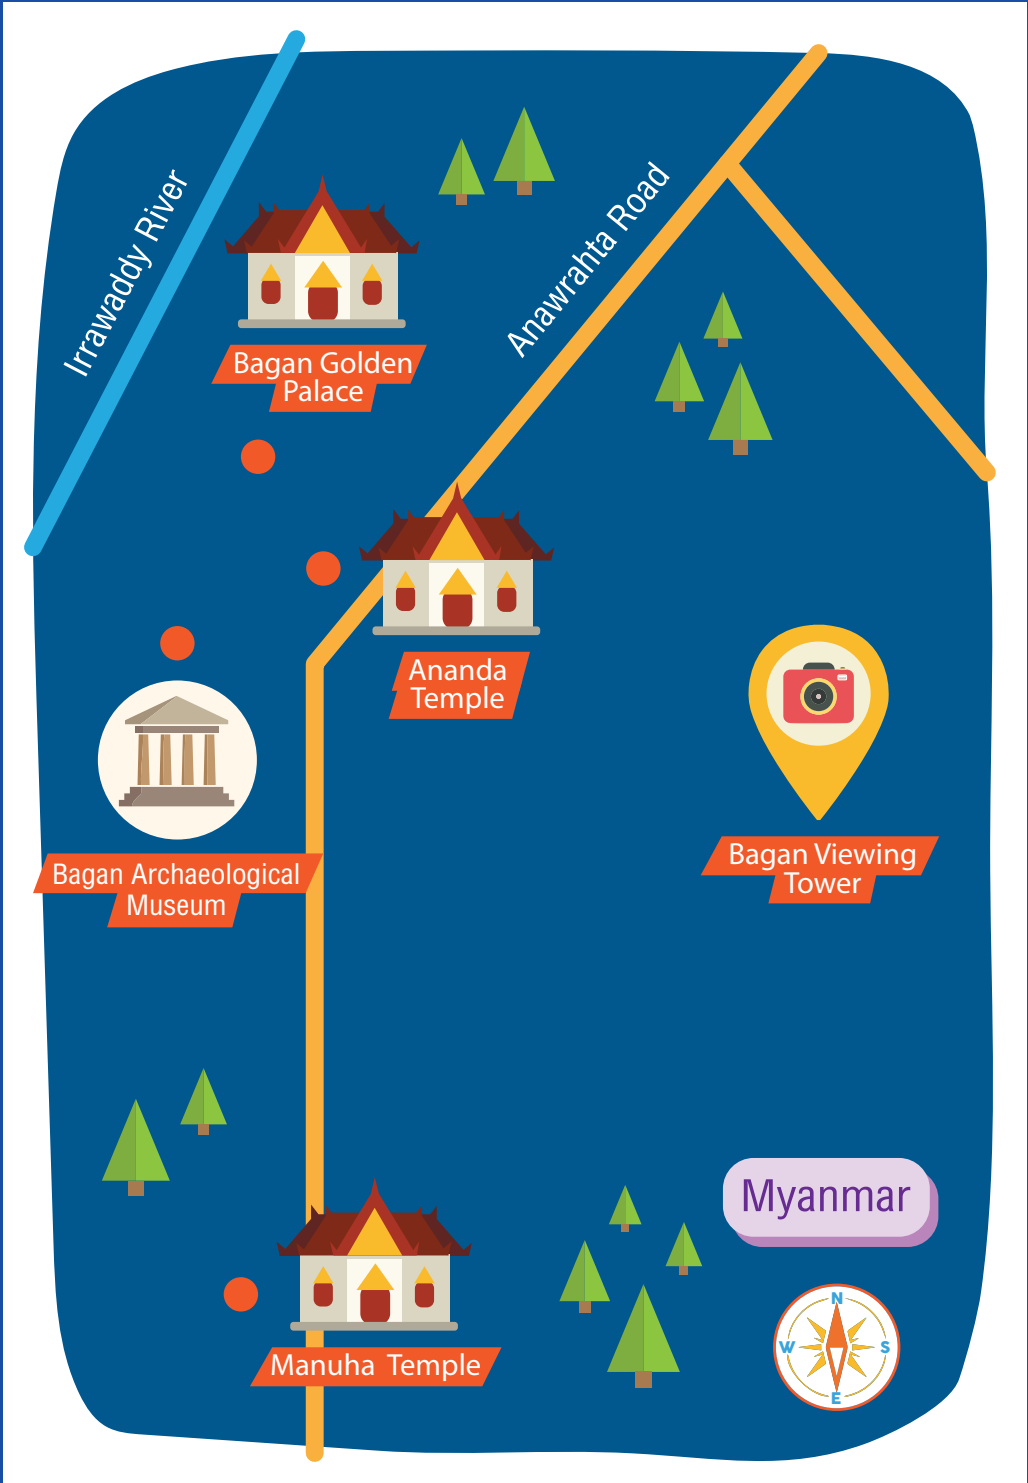 Irrawaddy River
Anawrahta Road
Bagan Golden
Palace
Ananda
Temple
Bagan Archaeological
Museum
Bagan Viewing
Tower
Myanmar
Manuha Temple
N
W S
E